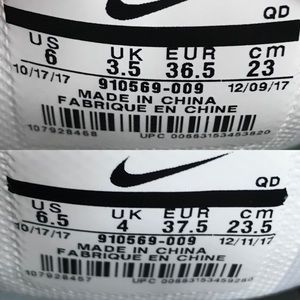 QD
US UK EUR cm
6 3.5 36.5 23
10/17/17 12/09/17
910569-009
MADE IN CHINA
FABRIQUE EN CHINE
107928458 UPC
QD
US UK EUR cm
6.5 4 37.5 23.5
10/17/17 12/11/17
910569-009
MADE IN CHINA
FABRIQUE EN CHINE
107928457 UPC